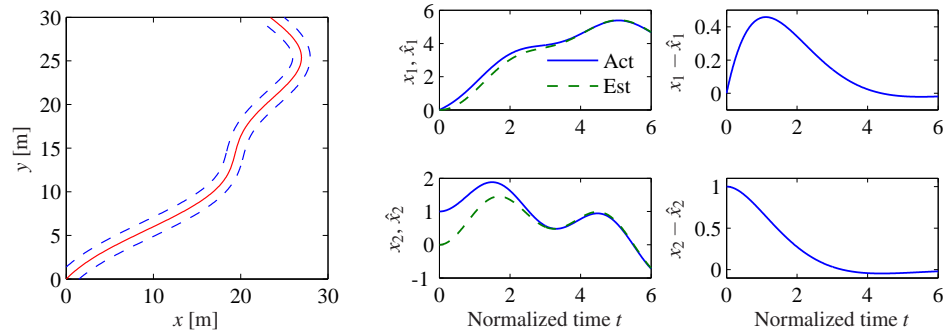 30
25
20
15
10
5
0
y [m]
0 10 20 30
x [m]
6
4
2
0
x₁, x̂₁
Act
Est
0 2 4 6
0.4
0.2
0
x₁ − x̂₁
0 2 4 6
2
1
0
-1
x₂, x̂₂
0 2 4 6
Normalized time t
1
0.5
0
x₂ − x̂₂
0 2 4 6
Normalized time t